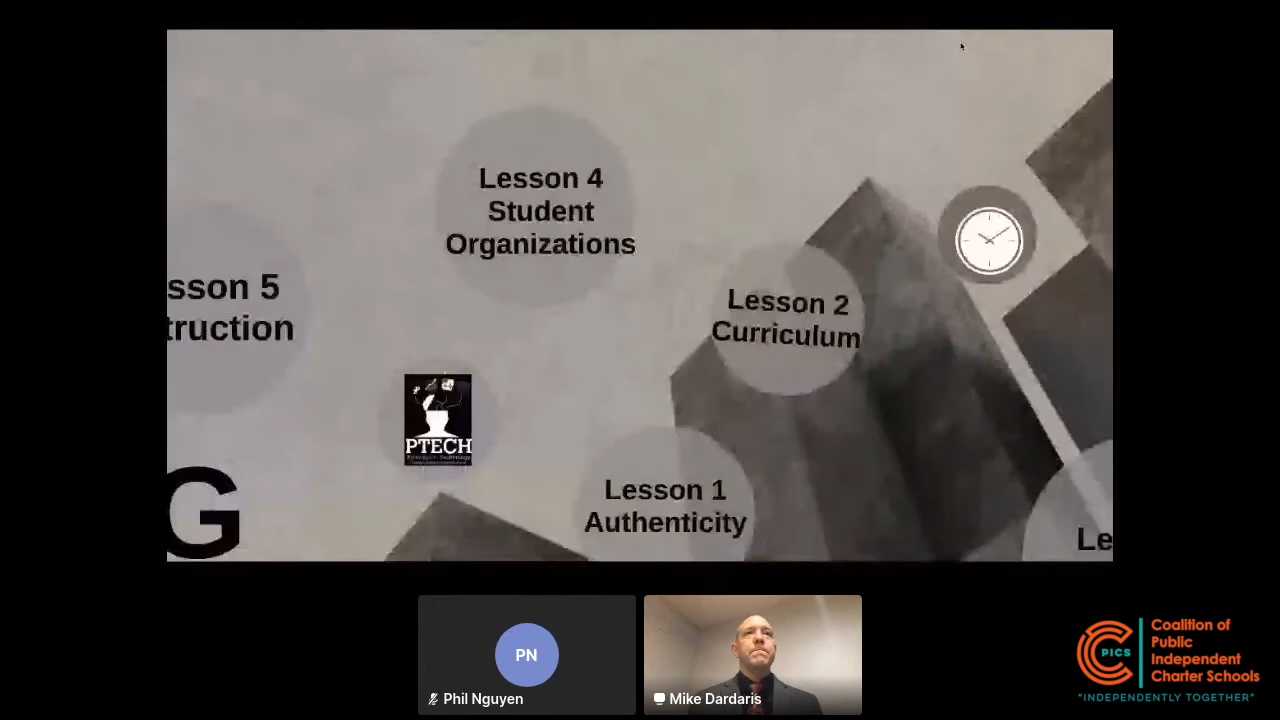 Lesson 4
Student
Organizations
sson 5
truction
Lesson 2
Curriculum
PTECH
Lesson 1
Authenticity
G
Le
PN
Phil Nguyen
Mike Dardaris
PICS
Coalition of
Public
Independent
Charter Schools
"INDEPENDENTLY TOGETHER"